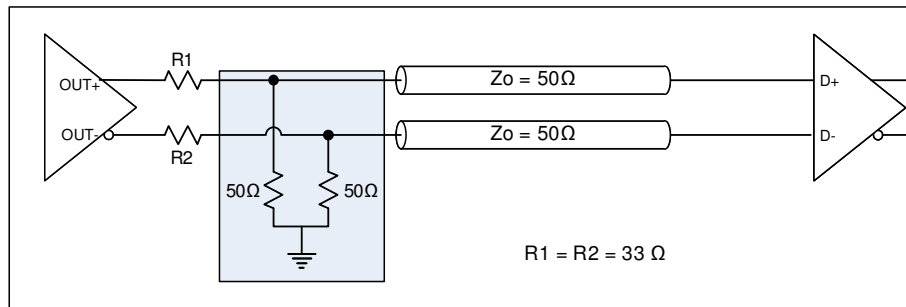 R1
OUT+
Zo = 50Ω
D+
OUT-
Zo = 50Ω
D-
R2
50Ω
50Ω
R1 = R2 = 33 Ω